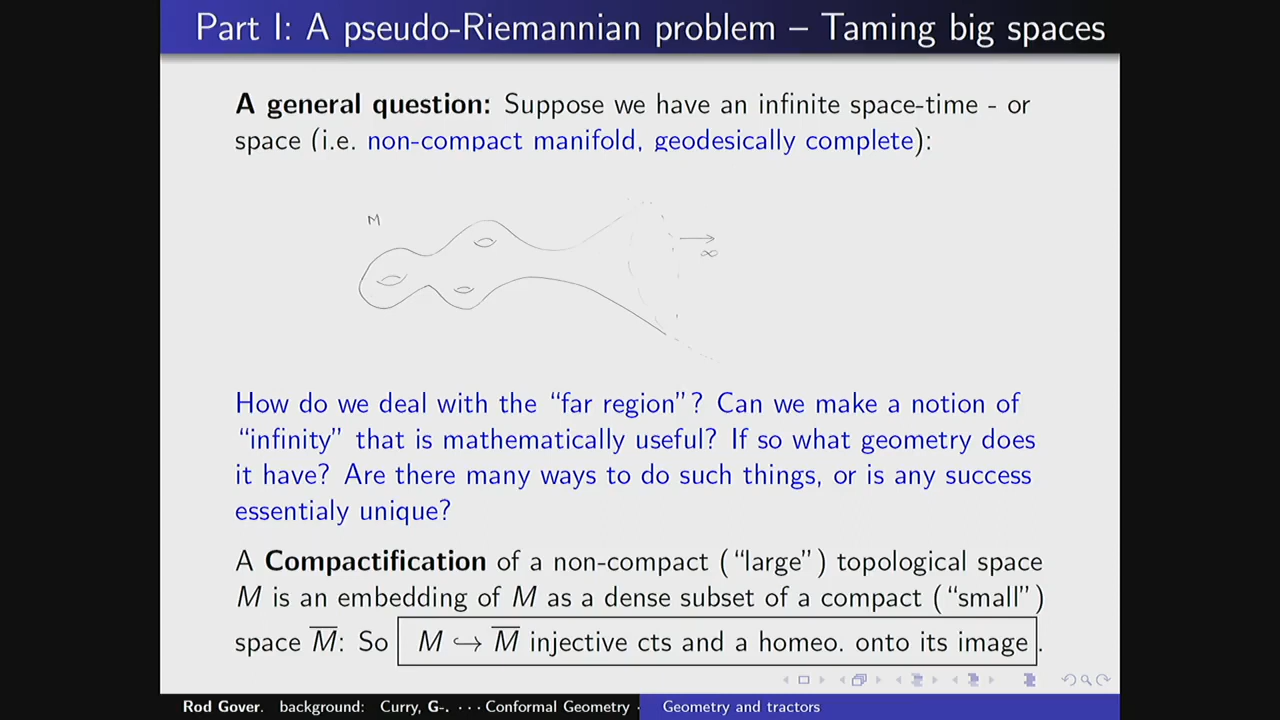 Part I: A pseudo-Riemannian problem – Taming big spaces
A general question: Suppose we have an infinite space-time - or
space (i.e. non-compact manifold, geodesically complete):
M
∞
How do we deal with the “far region”? Can we make a notion of
“infinity” that is mathematically useful? If so what geometry does
it have? Are there many ways to do such things, or is any success
essentialy unique?
A Compactification of a non-compact (“large”) topological space
M is an embedding of M as a dense subset of a compact (“small”)
space M̅: So M ↪ M̅ injective cts and a homeo. onto its image .
Rod Gover. background: Curry, G-. ··· Conformal Geometry · Geometry and tractors